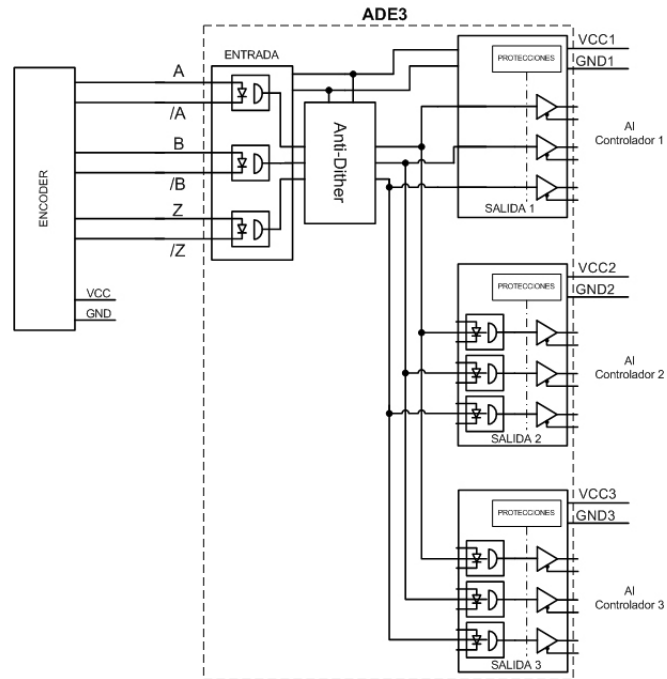 ADE3
ENTRADA
ENCODER
A
/A
B
/B
Z
/Z
VCC
GND
Anti-Dither
PROTECCIONES
VCC1
GND1
Al
Controlador 1
SALIDA 1
PROTECCIONES
VCC2
GND2
Al
Controlador 2
SALIDA 2
PROTECCIONES
VCC3
GND3
Al
Controlador 3
SALIDA 3